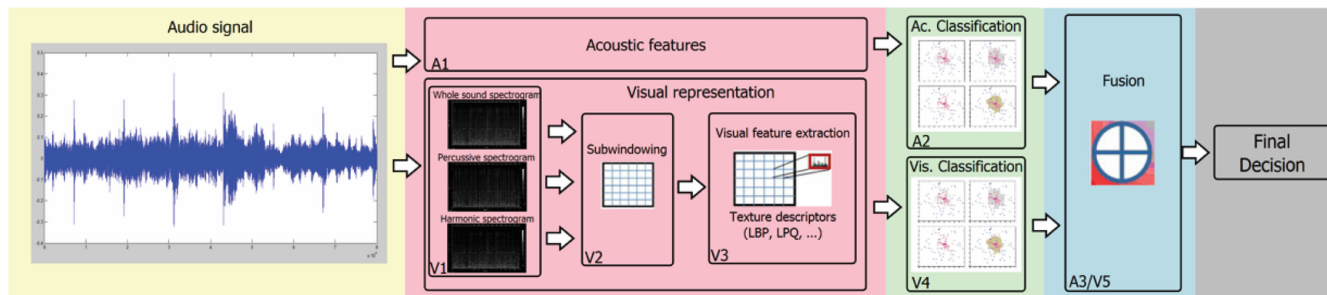 Audio signal
Acoustic features
A1
Visual representation
Whole sound spectrogram
Percussive spectrogram
Harmonic spectrogram
V1
Subwindowing
V2
Visual feature extraction
Texture descriptors
(LBP, LPQ, ...)
V3
Ac. Classification
A2
Vis. Classification
V4
Fusion
A3/V5
Final
Decision